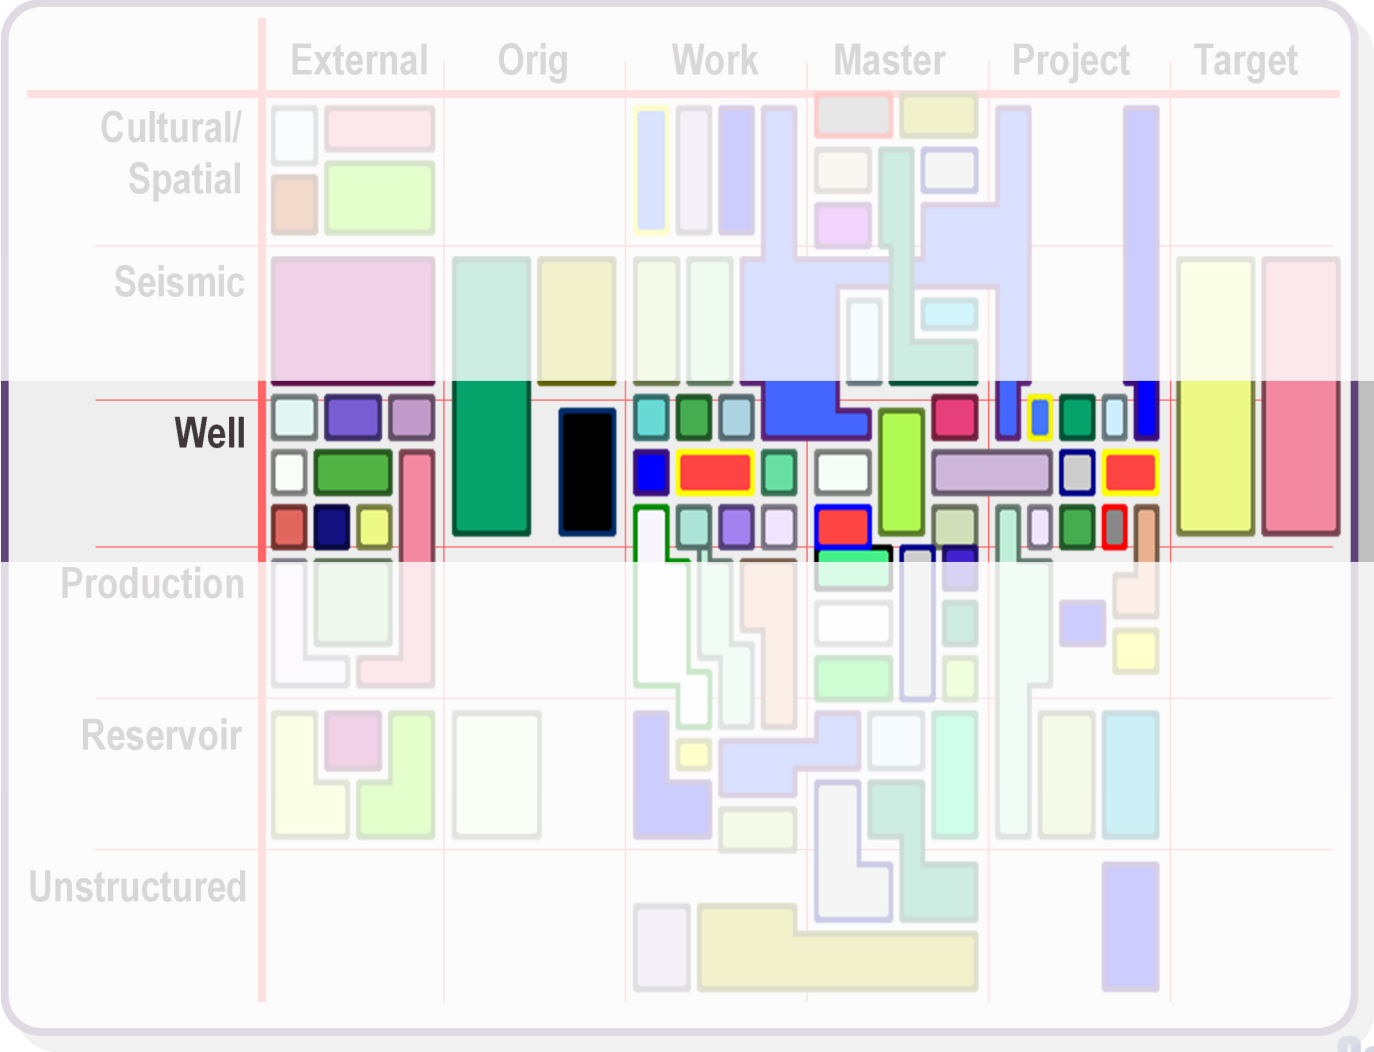 External Orig Work Master Project Target
Cultural/
Spatial
Seismic
Well
Production
Reservoir
Unstructured